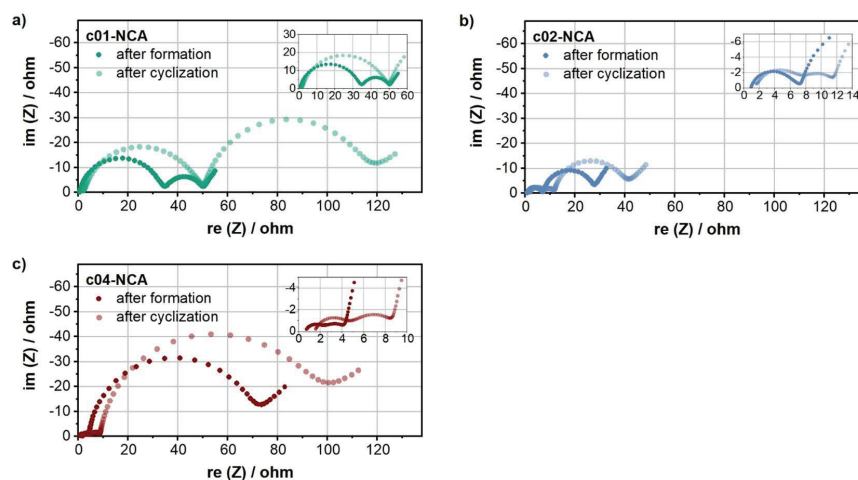 a)
c01-NCA
after formation
after cyclization
im (Z) / ohm
-60
-50
-40
-30
-20
-10
0
0 20 40 60 80 100 120
re (Z) / ohm
30
20
10
0
0 10 20 30 40 50 60
b)
c02-NCA
after formation
after cyclization
im (Z) / ohm
-60
-50
-40
-30
-20
-10
0
0 20 40 60 80 100 120
re (Z) / ohm
-6
-4
-2
0
0 2 4 6 8 10 12 14
c)
c04-NCA
after formation
after cyclization
im (Z) / ohm
-60
-50
-40
-30
-20
-10
0
0 20 40 60 80 100 120
re (Z) / ohm
-4
-2
0
0 2 4 6 8 10